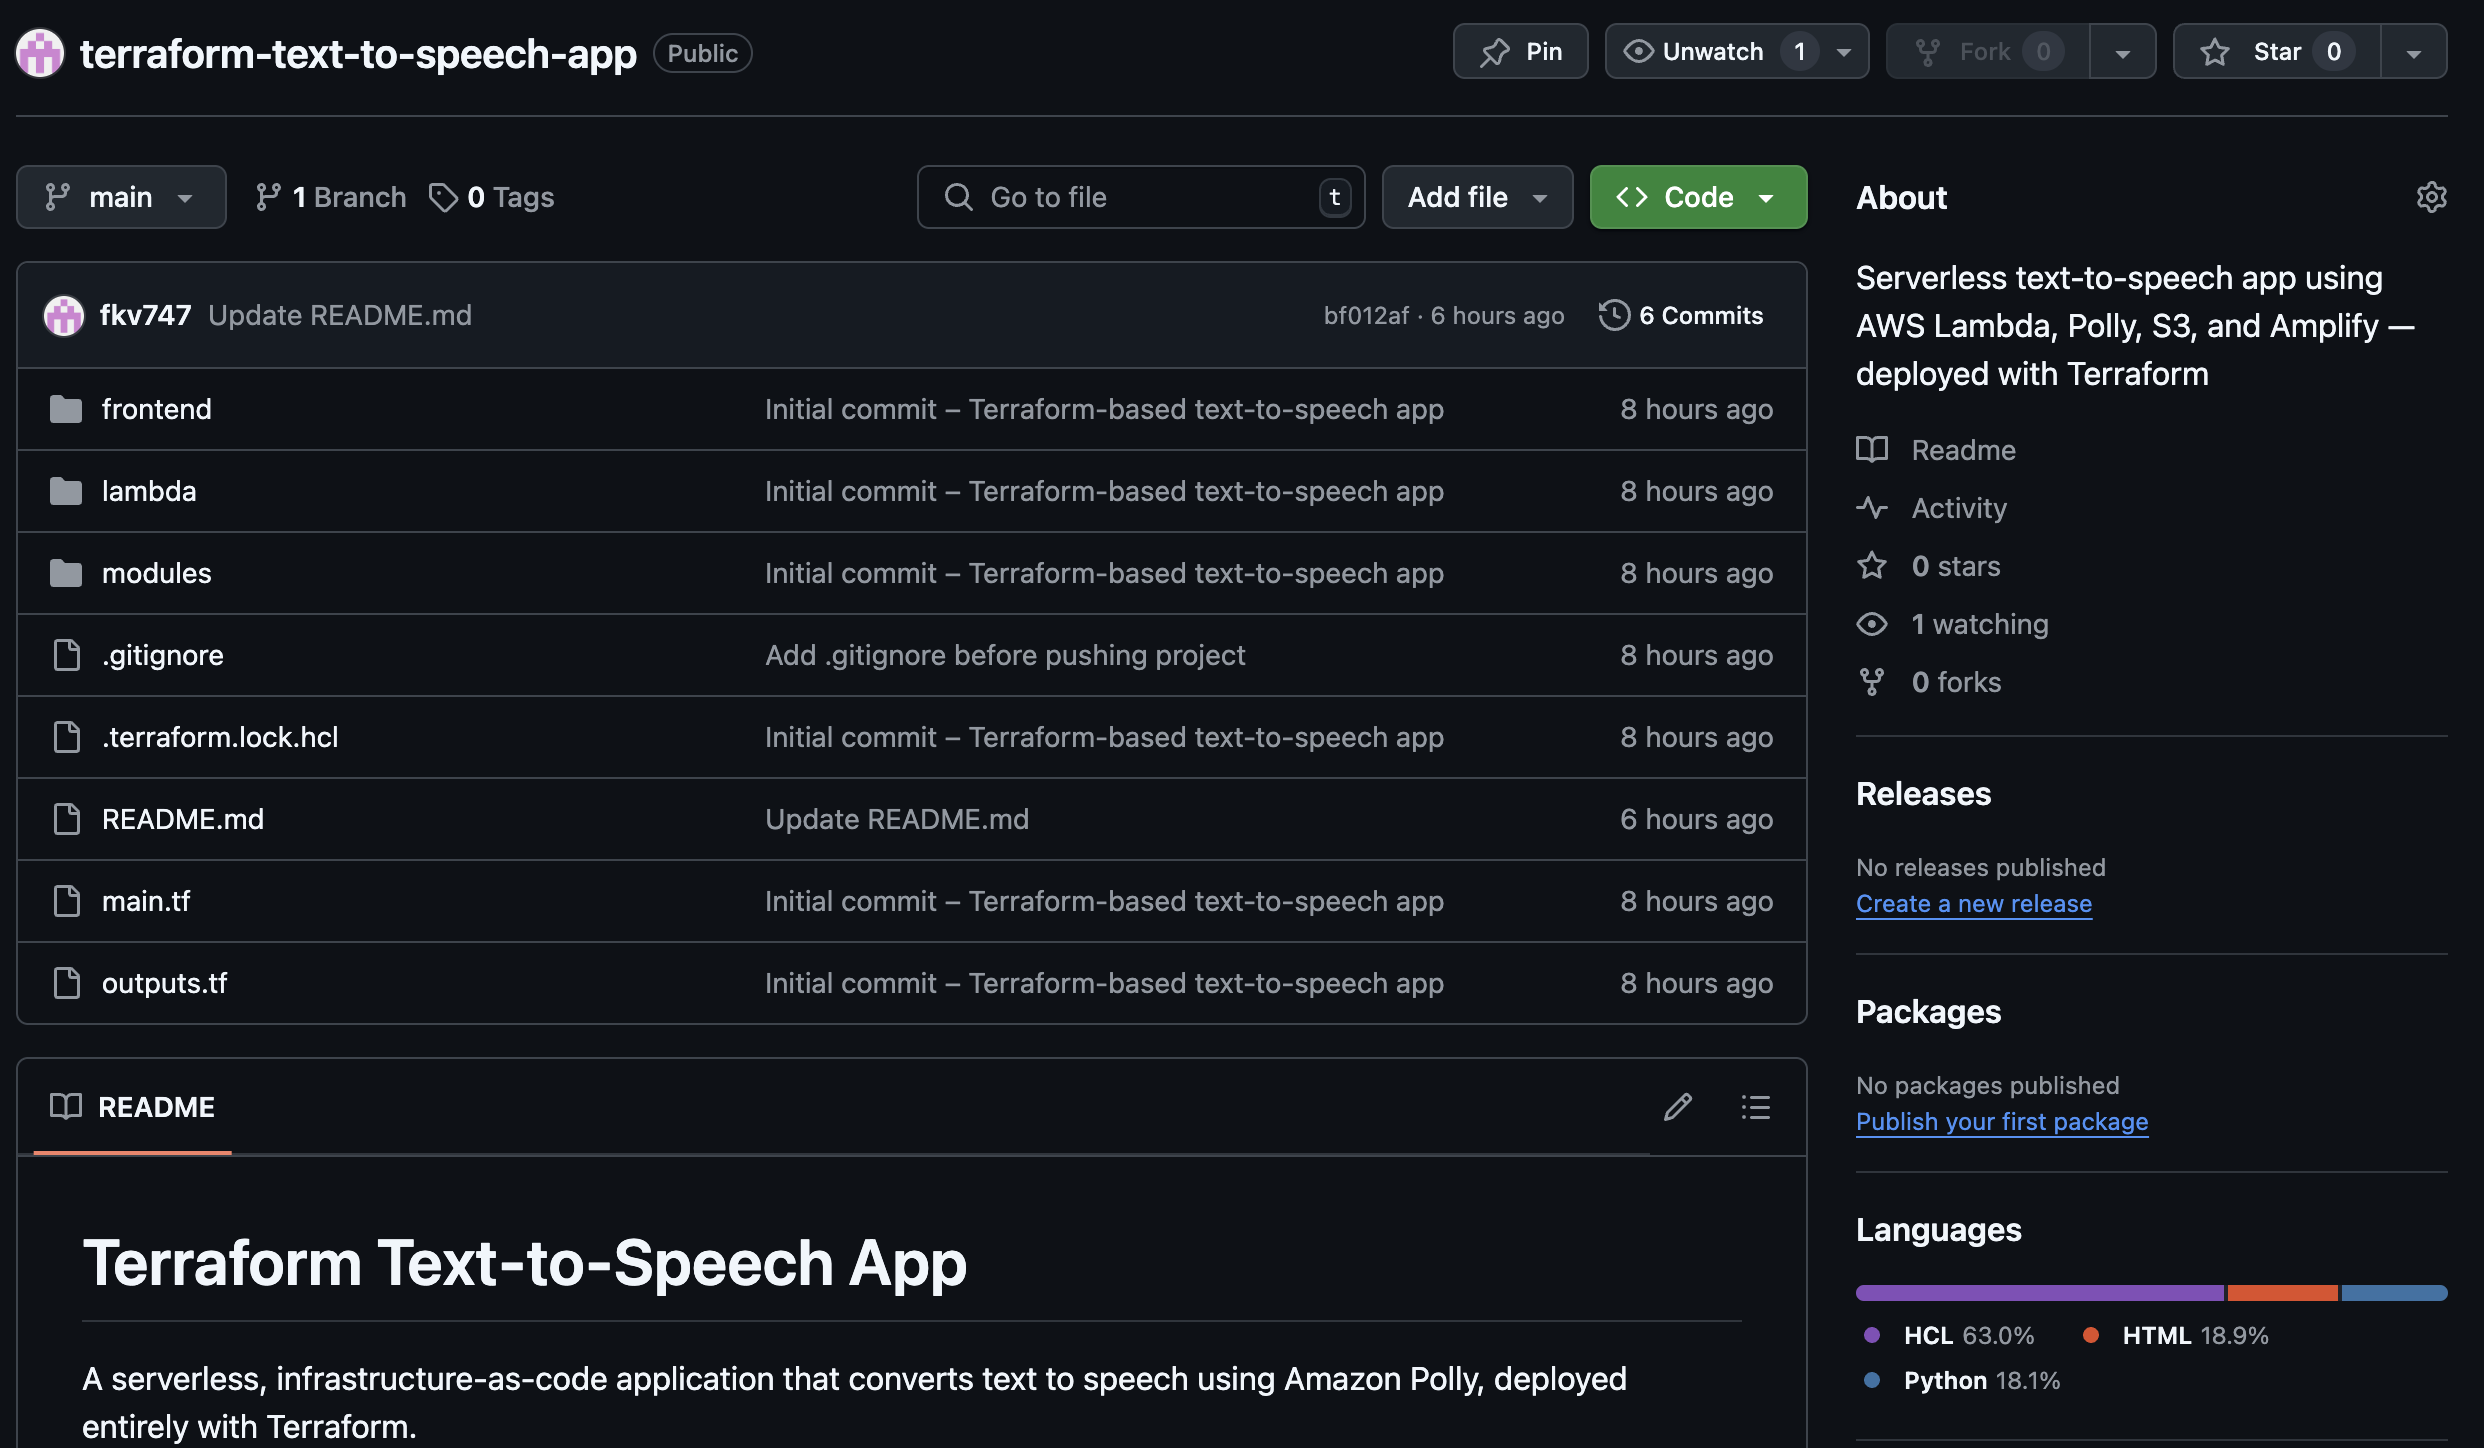 terraform-text-to-speech-app Public
Pin
Unwatch 1
Fork 0
Star 0
main
1 Branch
0 Tags
Go to file t
Add file
Code
fkv747 Update README.md bf012af · 6 hours ago 6 Commits
frontend Initial commit – Terraform-based text-to-speech app 8 hours ago
lambda Initial commit – Terraform-based text-to-speech app 8 hours ago
modules Initial commit – Terraform-based text-to-speech app 8 hours ago
.gitignore Add .gitignore before pushing project 8 hours ago
.terraform.lock.hcl Initial commit – Terraform-based text-to-speech app 8 hours ago
README.md Update README.md 6 hours ago
main.tf Initial commit – Terraform-based text-to-speech app 8 hours ago
outputs.tf Initial commit – Terraform-based text-to-speech app 8 hours ago
README
Terraform Text-to-Speech App
A serverless, infrastructure-as-code application that converts text to speech using Amazon Polly, deployed
entirely with Terraform.
About
Serverless text-to-speech app using
AWS Lambda, Polly, S3, and Amplify —
deployed with Terraform
Readme
Activity
0 stars
1 watching
0 forks
Releases
No releases published
Create a new release
Packages
No packages published
Publish your first package
Languages
HCL 63.0% HTML 18.9%
Python 18.1%